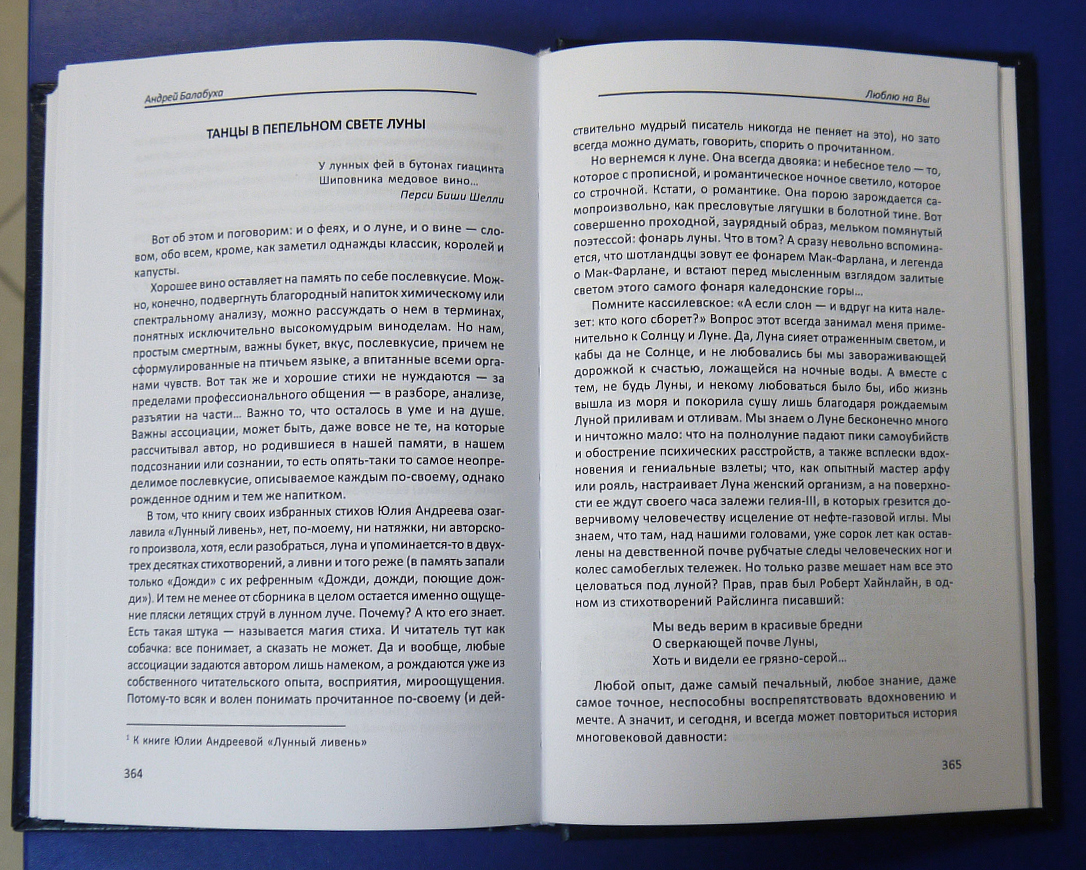 Андрей Балабуха
ТАНЦЫ В ПЕПЕЛЬНОМ СВЕТЕ ЛУНЫ
У лунных фей в бутонах гиацинта
Шиповника медовое вино...
Перси Биши Шелли
Вот об этом и поговорим: и о феях, и о луне, и о вине — сло-
вом, обо всем, кроме, как заметил однажды классик, королей и
капусты.
Хорошее вино оставляет на память по себе послевкусие. Мож-
но, конечно, подвергнуть благородный напиток химическому или
спектральному анализу, можно рассуждать о нем в терминах,
понятных исключительно высокомудрым виноделам. Но нам,
простым смертным, важны букет, вкус, послевкусие, причем не
сформулированные на птичьем языке, а впитанные всеми орга-
нами чувств. Вот так же и хорошие стихи не нуждаются — за
пределами профессионального общения — в разборе, анализе,
разъятии на части... Важно то, что осталось в уме и на душе.
Важны ассоциации, может быть, даже вовсе не те, на которые
рассчитывал автор, но родившиеся в нашей памяти, в нашем
подсознании или сознании, то есть опять-таки то самое неопре-
делимое послевкусие, описываемое каждым по-своему, однако
рожденное одним и тем же напитком.
В том, что книгу своих избранных стихов Юлия Андреева озаг-
лавила «Лунный ливень», нет, по-моему, ни натяжки, ни авторско-
го произвола, хотя, если разобраться, луна и упоминается-то в двух-
трех десятках стихотворений, а ливни и того реже (в память запали
только «Дожди» с их рефренным «Дожди, дожди, поющие дож-
ди»). И тем не менее от сборника в целом остается именно ощуще-
ние пляски летящих струй в лунном луче. Почему? А кто его знает.
Есть такая штука — называется магия стиха. И читатель тут как
собачка: все понимает, а сказать не может. Да и вообще, любые
ассоциации задаются автором лишь намеком, а рождаются уже из
собственного читательского опыта, восприятия, мироощущения.
Потому-то всяк и волен понимать прочитанное по-своему (и дей-
1 К книге Юлии Андреевой «Лунный ливень»
364
Люблю на Вы
ствительно мудрый писатель никогда не пеняет на это), но зато
всегда можно думать, говорить, спорить о прочитанном.
Но вернемся к луне. Она всегда двояка: и небесное тело — то,
которое с прописной, и романтическое ночное светило, которое
со строчной. Кстати, о романтике. Она порою зарождается са-
мопроизвольно, как пресловутые лягушки в болотной тине. Вот
совершенно проходной, заурядный образ, мельком помянутый
поэтессой: фонарь луны. Что в том? А сразу невольно вспомина-
ется, что шотландцы зовут ее фонарем Мак-Фарлана, и легенда
о Мак-Фарлане, и встают перед мысленным взглядом залитые
светом этого самого фонаря каледонские горы...
Помните кассилевское: «А если слон — и вдруг на кита нале-
зет: кто кого сборет?» Вопрос этот всегда занимал меня приме-
нительно к Солнцу и Луне. Да, Луна сияет отраженным светом, и
кабы да не Солнце, и не любовались бы мы завораживающей
дорожкой к счастью, ложащейся на ночные воды. А вместе с
тем, не будь Луны, и некому любоваться было бы, ибо жизнь
вышла из моря и покорила сушу лишь благодаря рождаемым
Луной приливам и отливам. Мы знаем о Луне бесконечно много
и ничтожно мало: что на полнолуние падают пики самоубийств
и обострение психических расстройств, а также всплески вдох-
новения и гениальные взлеты; что, как опытный мастер арфу
или рояль, настраивает Луна женский организм, а на поверхно-
сти ее ждут своего часа залежи гелия-III, в которых грезится до-
верчивому человечеству исцеление от нефте-газовой иглы. Мы
знаем, что там, над нашими головами, уже сорок лет как остав-
лены на девственной почве рубчатые следы человеческих ног и
колес самобеглых тележек. Но только разве мешает нам все это
целоваться под луной? Прав, прав был Роберт Хайнлайн, в од-
ном из стихотворений Райслинга писавший:
Мы ведь верим в красивые бредни
О сверкающей почве Луны,
Хоть и видели ее грязно-серой...
Любой опыт, даже самый печальный, любое знание, даже
самое точное, неспособны воспрепятствовать вдохновению и
мечте. А значит, и сегодня, и всегда может повториться история
многовековой давности:
365